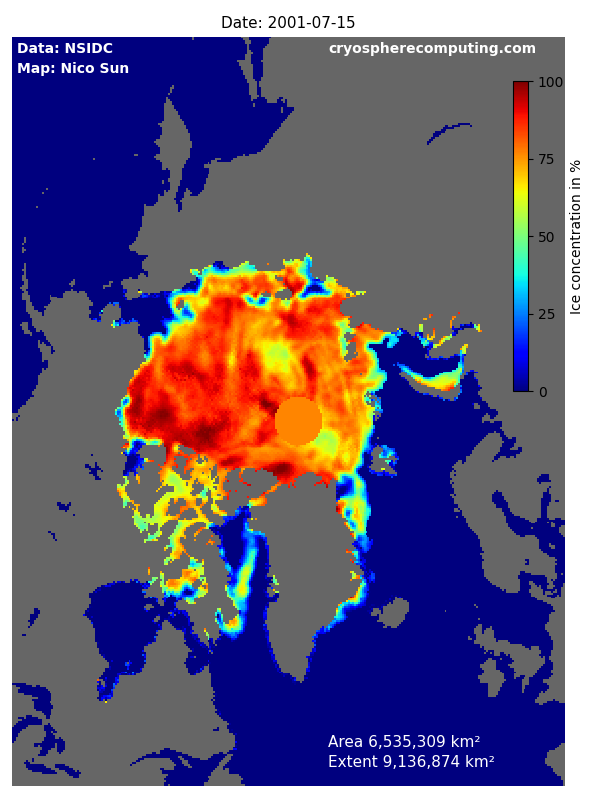 Date: 2001-07-15
Data: NSIDC
Map: Nico Sun
cryospherecomputing.com
100
75
50
25
0
Ice concentration in %
Area 6,535,309 km²
Extent 9,136,874 km²